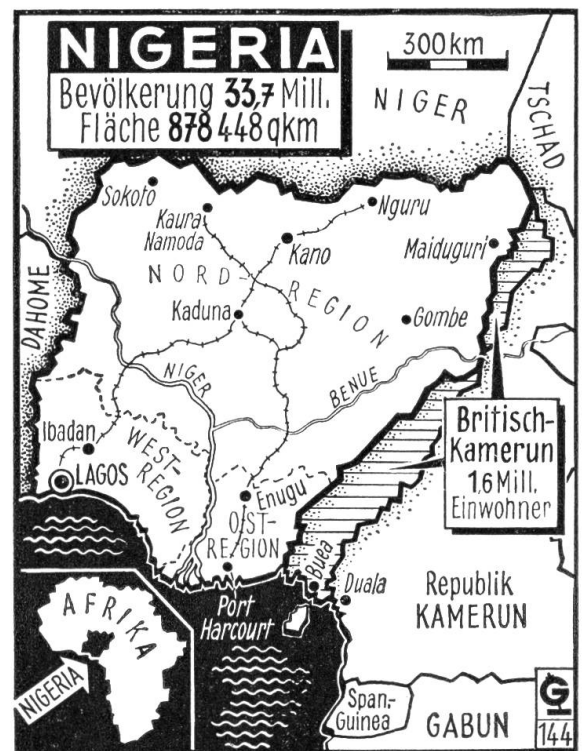 NIGERIA
Bevölkerung 33,7 Mill.
Fläche 878 448 qkm
300 km
NIGER
TSCHAD
Sokoto
Kaura
Namoda
Nguru
Kano
Maiduguri
NORD-
REGION
DAHOME
Kaduna
Gombe
NIGER
BENUE
Britisch-
Kamerun
1,6 Mill.
Einwohner
Ibadan
WEST-
REGION
LAGOS
Enugu
OST-
REGION
Buea
Duala
Port
Harcourt
Republik
KAMERUN
AFRIKA
NIGERIA
Span.-
Guinea
GABUN
G
144